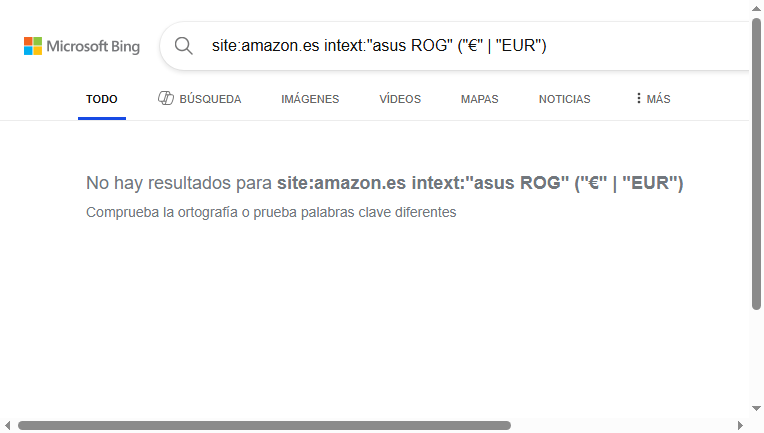 Microsoft Bing
site:amazon.es intext:"asus ROG" ("€" | "EUR")
TODO BÚSQUEDA IMÁGENES VÍDEOS MAPAS NOTICIAS MÁS
No hay resultados para site:amazon.es intext:"asus ROG" ("€" | "EUR")
Comprueba la ortografía o prueba palabras clave diferentes